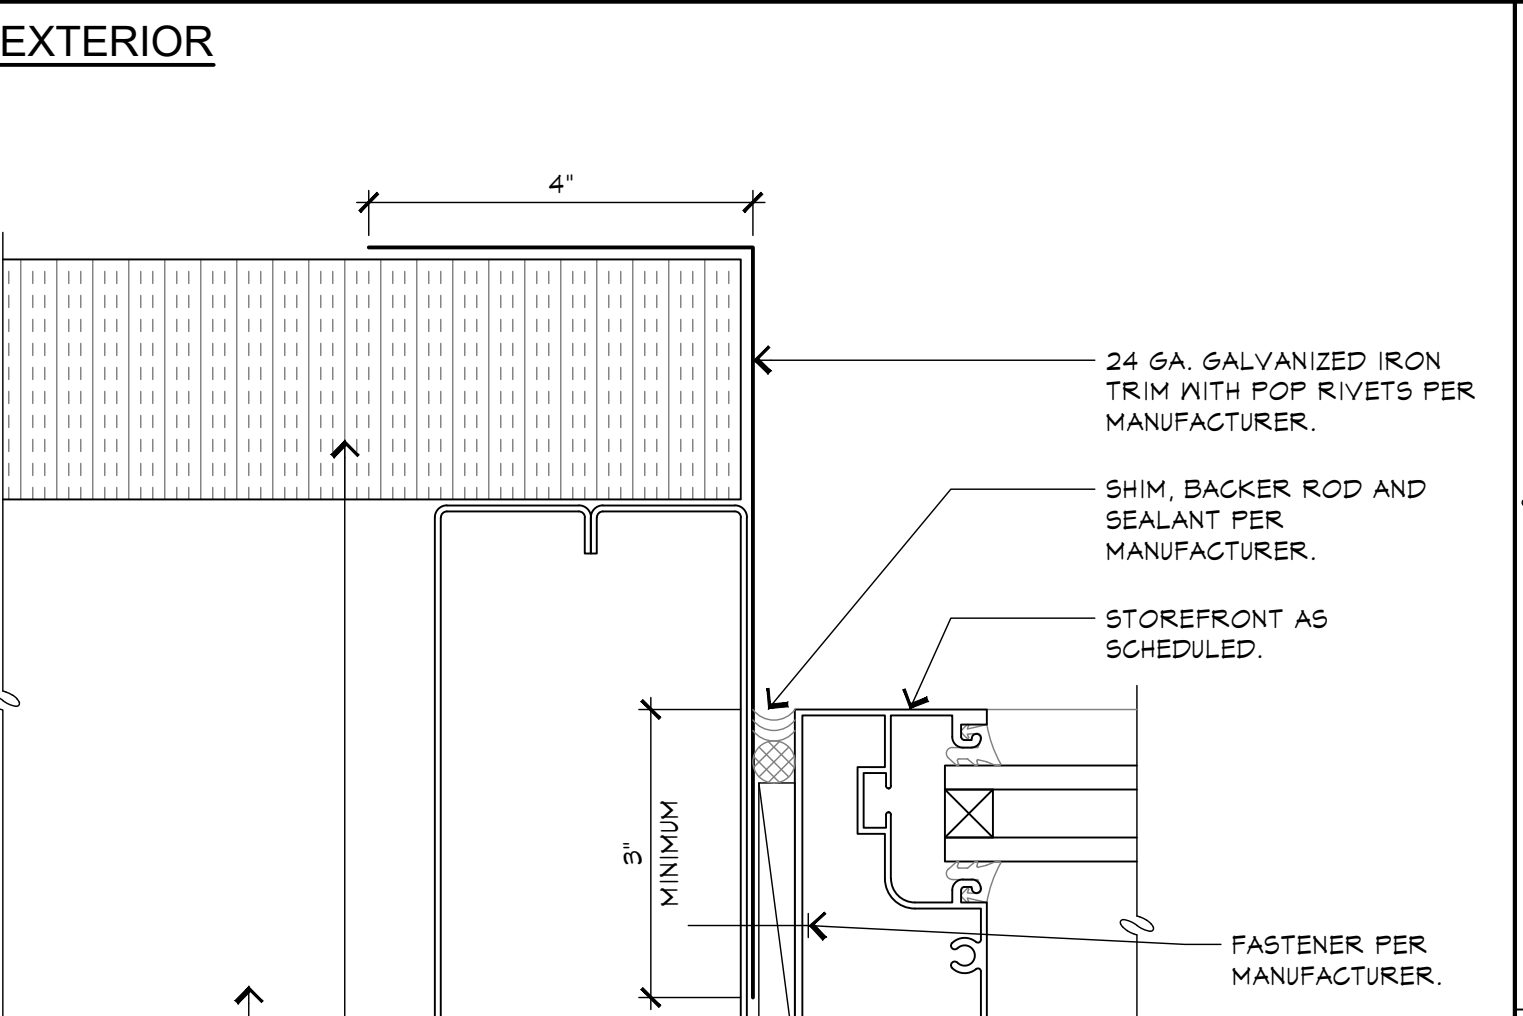 EXTERIOR
4"
24 GA. GALVANIZED IRON
TRIM WITH POP RIVETS PER
MANUFACTURER.
SHIM, BACKER ROD AND
SEALANT PER
MANUFACTURER.
STOREFRONT AS
SCHEDULED.
3"
MINIMUM
FASTENER PER
MANUFACTURER.